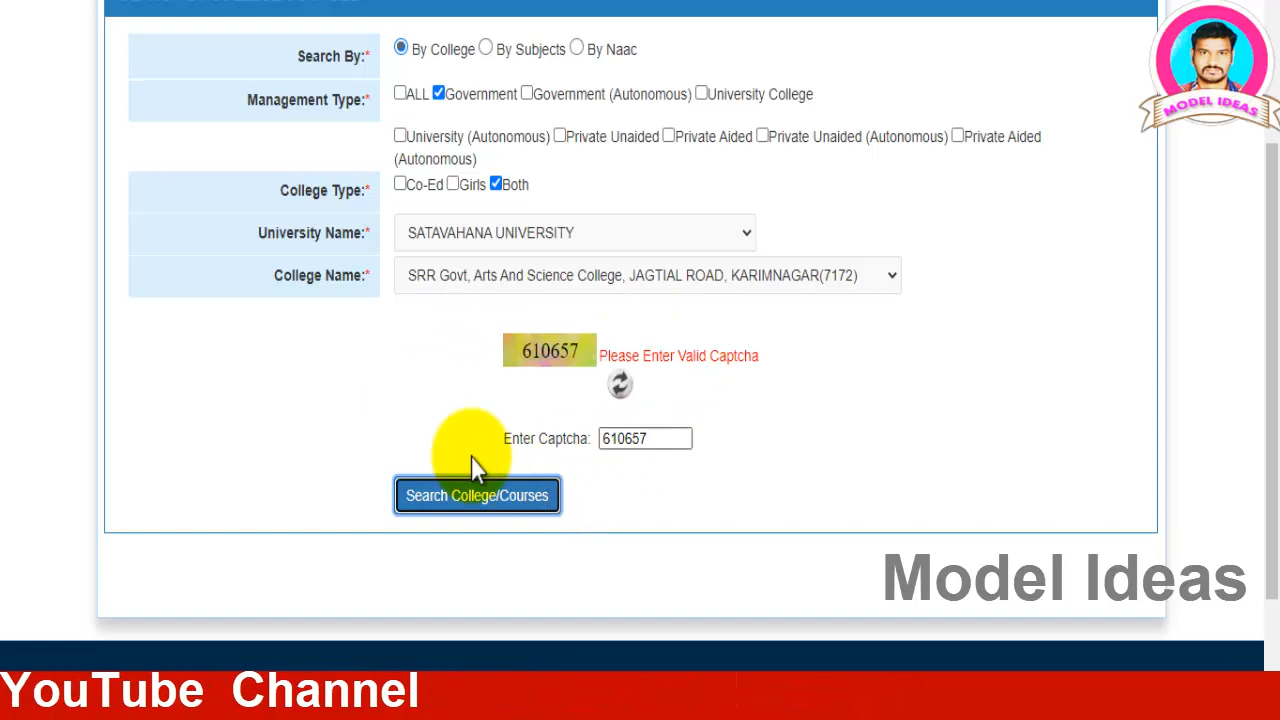 Search By:*
By College By Subjects By Naac
Management Type:*
ALL Government Government (Autonomous) University College
University (Autonomous) Private Unaided Private Aided Private Unaided (Autonomous) Private Aided
(Autonomous)
College Type:*
Co-Ed Girls Both
University Name:*
SATAVAHANA UNIVERSITY
College Name:*
SRR Govt, Arts And Science College, JAGTIAL ROAD, KARIMNAGAR(7172)
610657 Please Enter Valid Captcha
Enter Captcha: 610657
Search College/Courses
MODEL IDEAS
Model Ideas
YouTube Channel